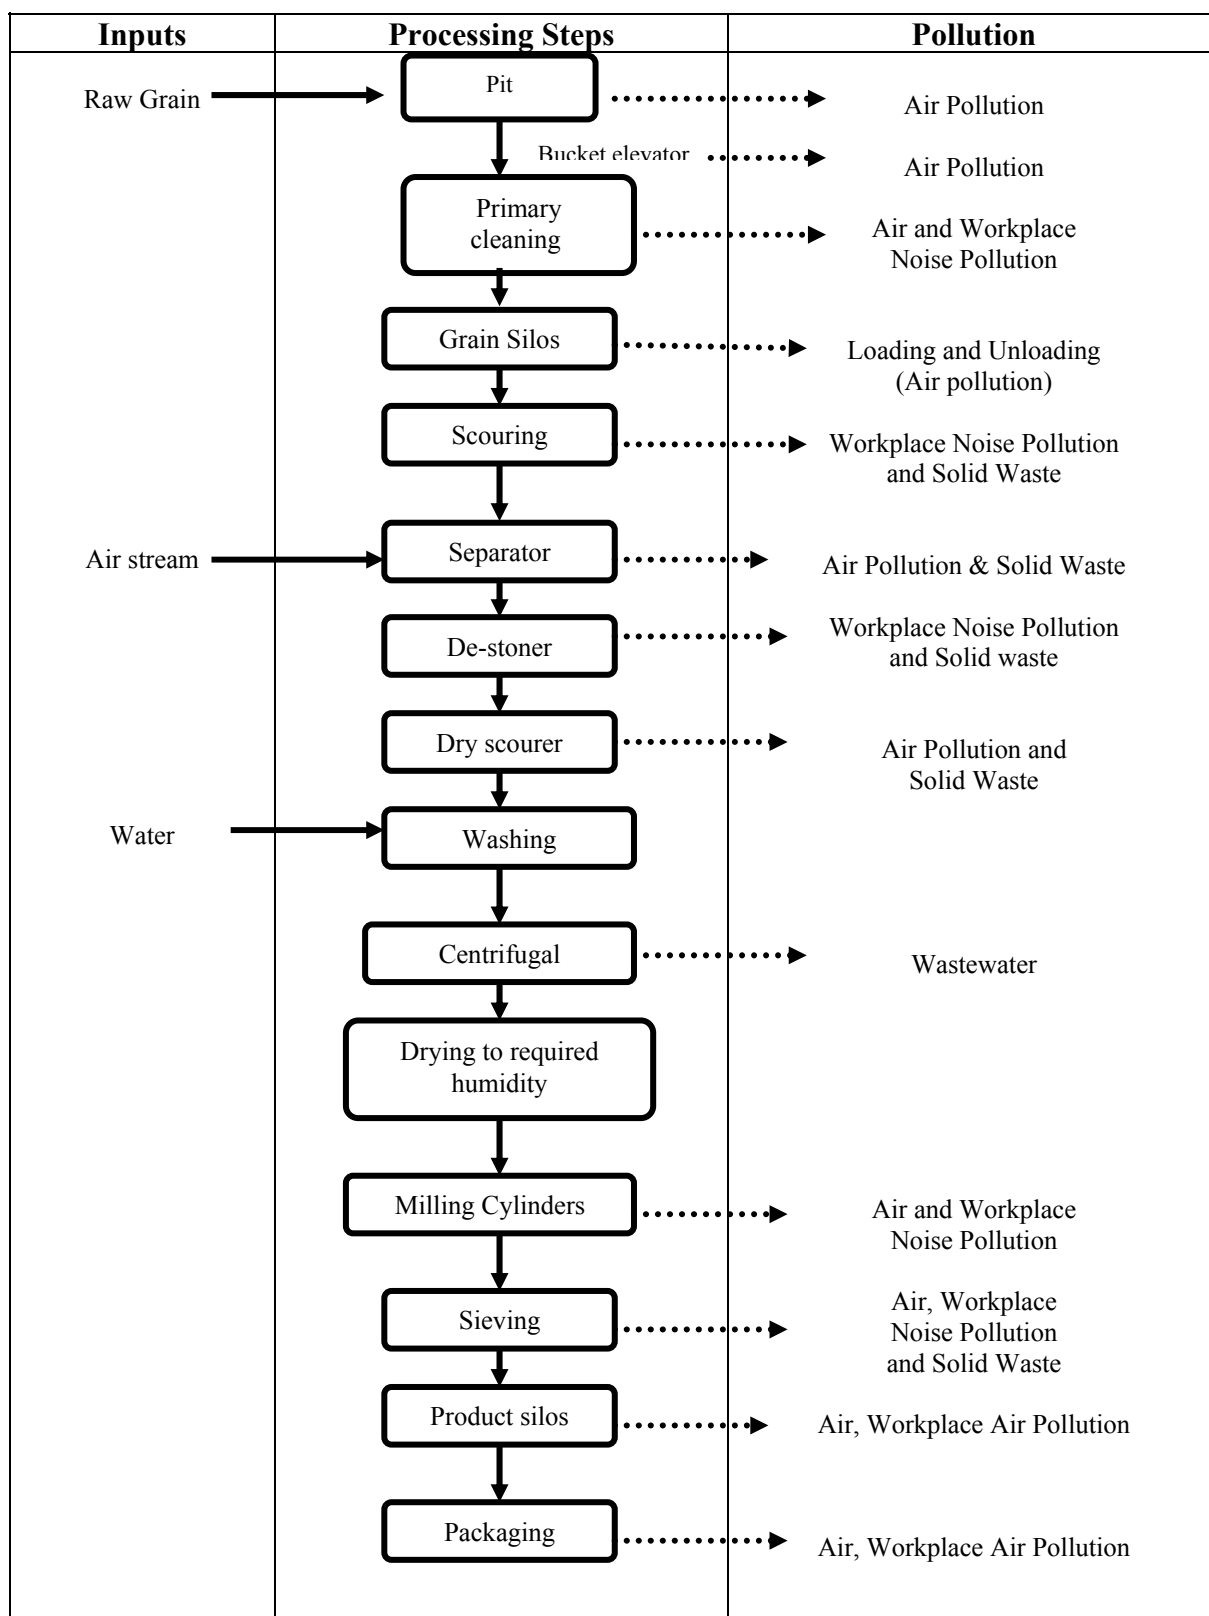 Inputs
Processing Steps
Pollution
Pit
Raw Grain
Air Pollution
Bucket elevator
Air Pollution
Primary
cleaning
Air and Workplace
Noise Pollution
Grain Silos
Loading and Unloading
(Air pollution)
Scouring
Workplace Noise Pollution
and Solid Waste
Air stream
Separator
Air Pollution & Solid Waste
De-stoner
Workplace Noise Pollution
and Solid waste
Dry scourer
Air Pollution and
Solid Waste
Water
Washing
Centrifugal
Wastewater
Drying to required
humidity
Milling Cylinders
Air and Workplace
Noise Pollution
Sieving
Air, Workplace
Noise Pollution
and Solid Waste
Product silos
Air, Workplace Air Pollution
Packaging
Air, Workplace Air Pollution